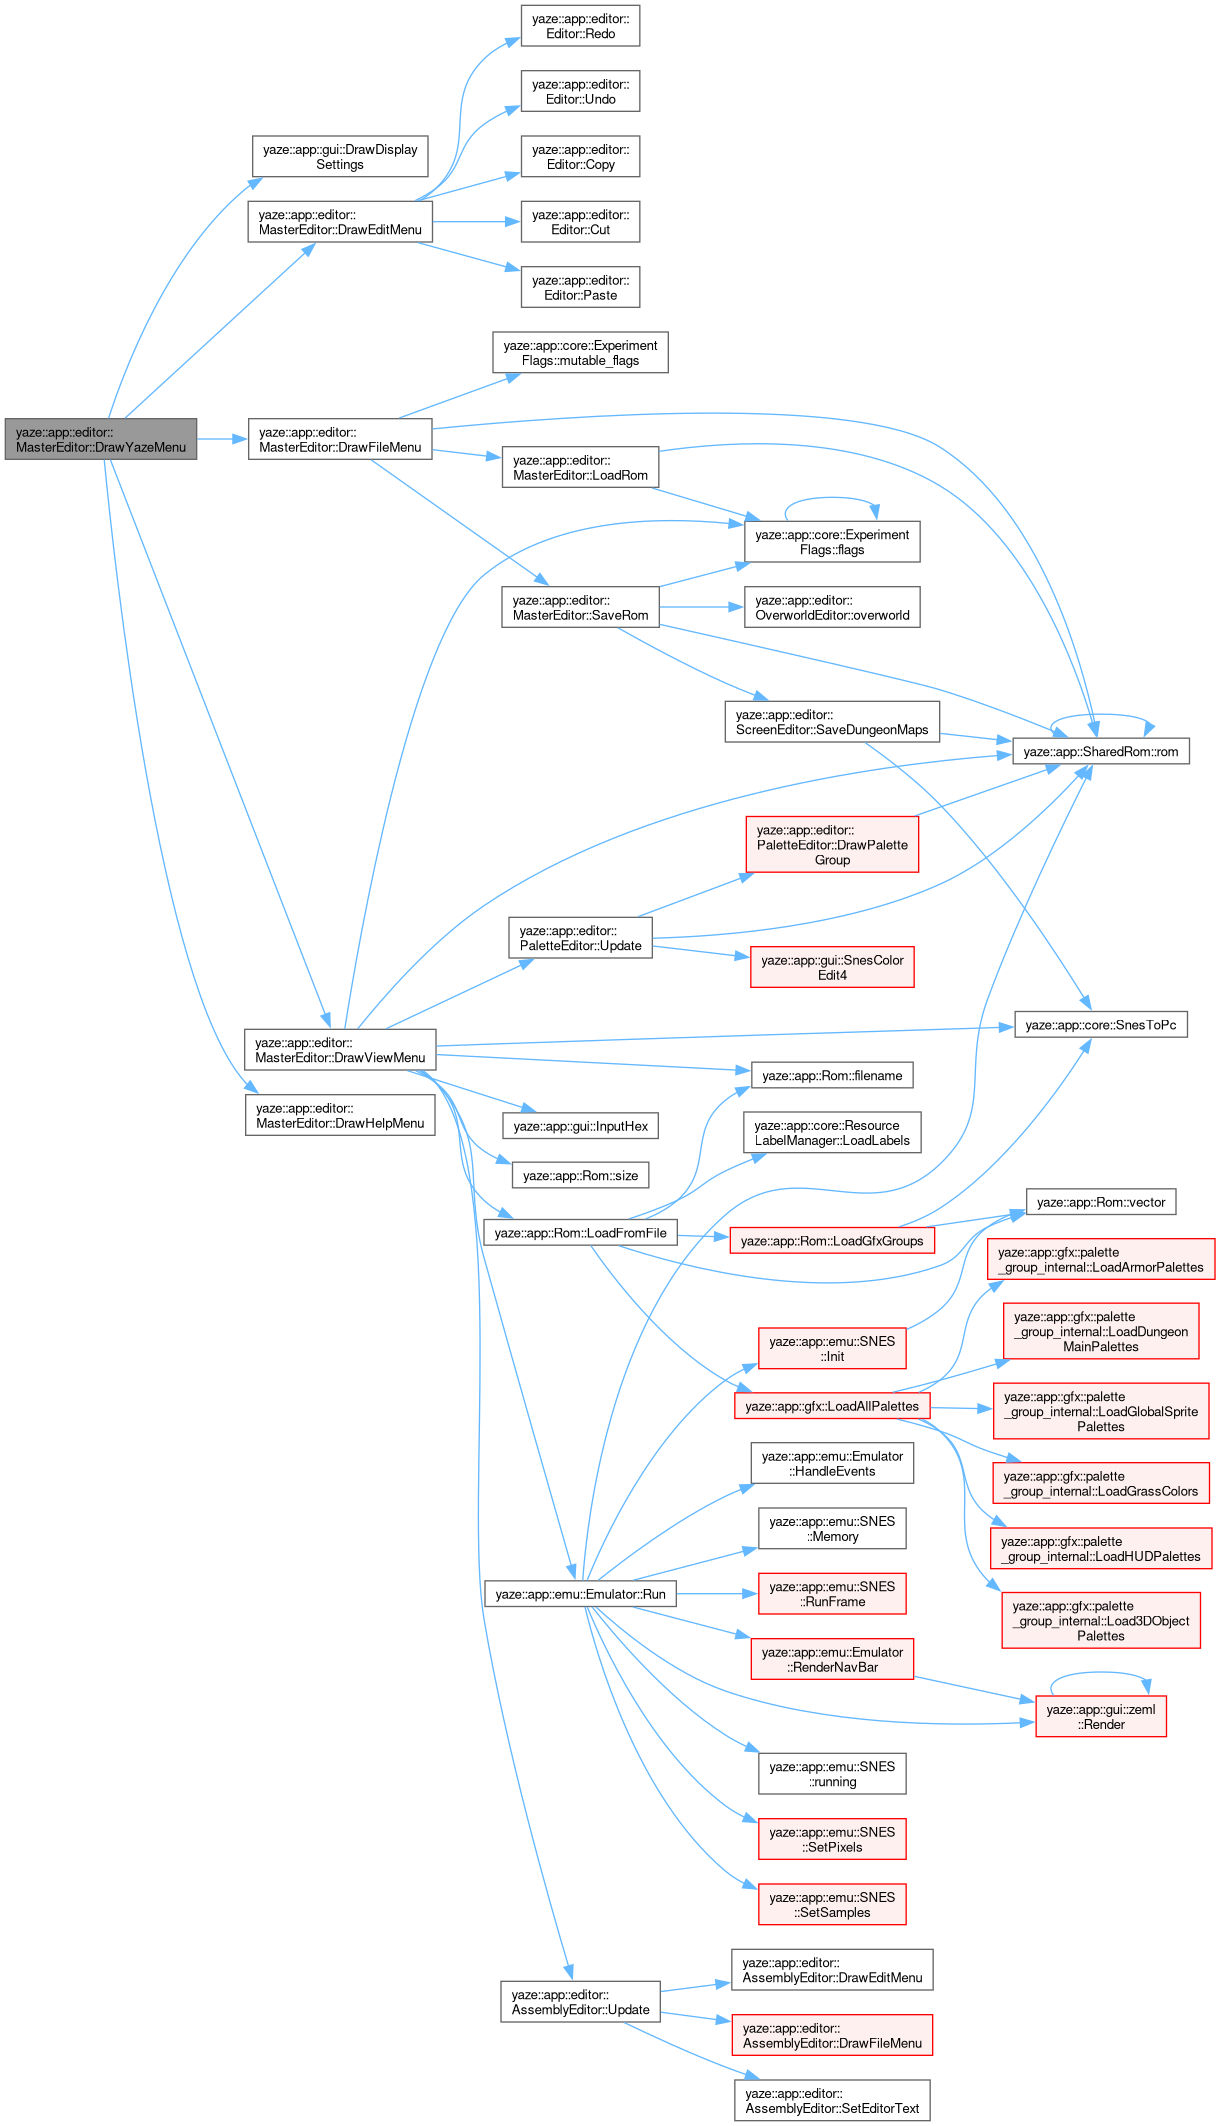 yaze::app::editor::
Editor::Redo
yaze::app::editor::
Editor::Undo
yaze::app::gui::DrawDisplay
Settings
yaze::app::editor::
Editor::Copy
yaze::app::editor::
MasterEditor::DrawEditMenu
yaze::app::editor::
Editor::Cut
yaze::app::editor::
Editor::Paste
yaze::app::core::Experiment
Flags::mutable_flags
yaze::app::editor::
MasterEditor::DrawYazeMenu
yaze::app::editor::
MasterEditor::DrawFileMenu
yaze::app::editor::
MasterEditor::LoadRom
yaze::app::core::Experiment
Flags::flags
yaze::app::editor::
MasterEditor::SaveRom
yaze::app::editor::
OverworldEditor::overworld
yaze::app::editor::
ScreenEditor::SaveDungeonMaps
yaze::app::SharedRom::rom
yaze::app::editor::
PaletteEditor::DrawPalette
Group
yaze::app::editor::
PaletteEditor::Update
yaze::app::gui::SnesColor
Edit4
yaze::app::core::SnesToPc
yaze::app::editor::
MasterEditor::DrawViewMenu
yaze::app::Rom::filename
yaze::app::editor::
MasterEditor::DrawHelpMenu
yaze::app::gui::InputHex
yaze::app::core::Resource
LabelManager::LoadLabels
yaze::app::Rom::size
yaze::app::Rom::vector
yaze::app::Rom::LoadFromFile
yaze::app::Rom::LoadGfxGroups
yaze::app::gfx::palette
_group_internal::LoadArmorPalettes
yaze::app::gfx::palette
_group_internal::LoadDungeon
MainPalettes
yaze::app::emu::SNES
::Init
yaze::app::gfx::LoadAllPalettes
yaze::app::gfx::palette
_group_internal::LoadGlobalSprite
Palettes
yaze::app::emu::Emulator
::HandleEvents
yaze::app::gfx::palette
_group_internal::LoadGrassColors
yaze::app::emu::SNES
::Memory
yaze::app::gfx::palette
_group_internal::LoadHUDPalettes
yaze::app::emu::Emulator::Run
yaze::app::emu::SNES
::RunFrame
yaze::app::gfx::palette
_group_internal::Load3DObject
Palettes
yaze::app::emu::Emulator
::RenderNavBar
yaze::app::gui::zeml
::Render
yaze::app::emu::SNES
::running
yaze::app::emu::SNES
::SetPixels
yaze::app::emu::SNES
::SetSamples
yaze::app::editor::
AssemblyEditor::DrawEditMenu
yaze::app::editor::
AssemblyEditor::Update
yaze::app::editor::
AssemblyEditor::DrawFileMenu
yaze::app::editor::
AssemblyEditor::SetEditorText